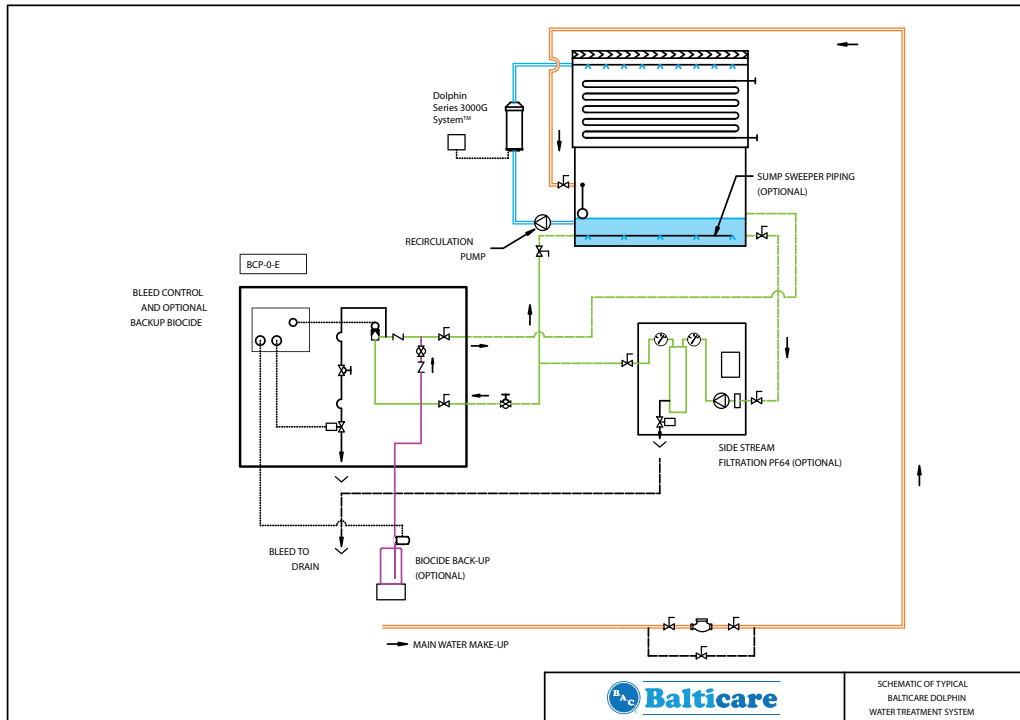 Dolphin
Series 3000G
System™
SUMP SWEEPER PIPING
(OPTIONAL)
RECIRCULATION
PUMP
BCP-0-E
BLEED CONTROL
AND OPTIONAL
BACKUP BIOCIDE
SIDE STREAM
FILTRATION PF64 (OPTIONAL)
BLEED TO
DRAIN
BIOCIDE BACK-UP
(OPTIONAL)
MAIN WATER MAKE-UP
BAC Balticare
SCHEMATIC OF TYPICAL
BALTICARE DOLPHIN
WATER TREATMENT SYSTEM